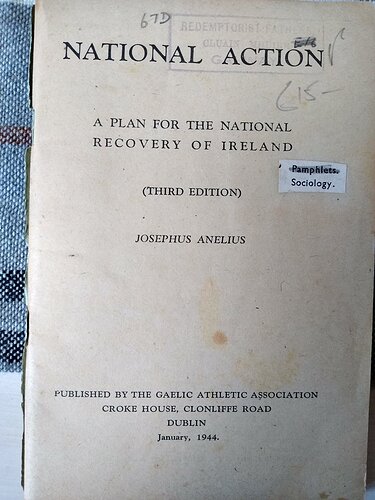 67D
REDEMPTORIST FATHERS
NATIONAL ACTION
£15-
A PLAN FOR THE NATIONAL
RECOVERY OF IRELAND
Pamphlets.
Sociology.
(THIRD EDITION)
JOSEPHUS ANELIUS
PUBLISHED BY THE GAELIC ATHLETIC ASSOCIATION
CROKE HOUSE, CLONLIFFE ROAD
DUBLIN
January, 1944.